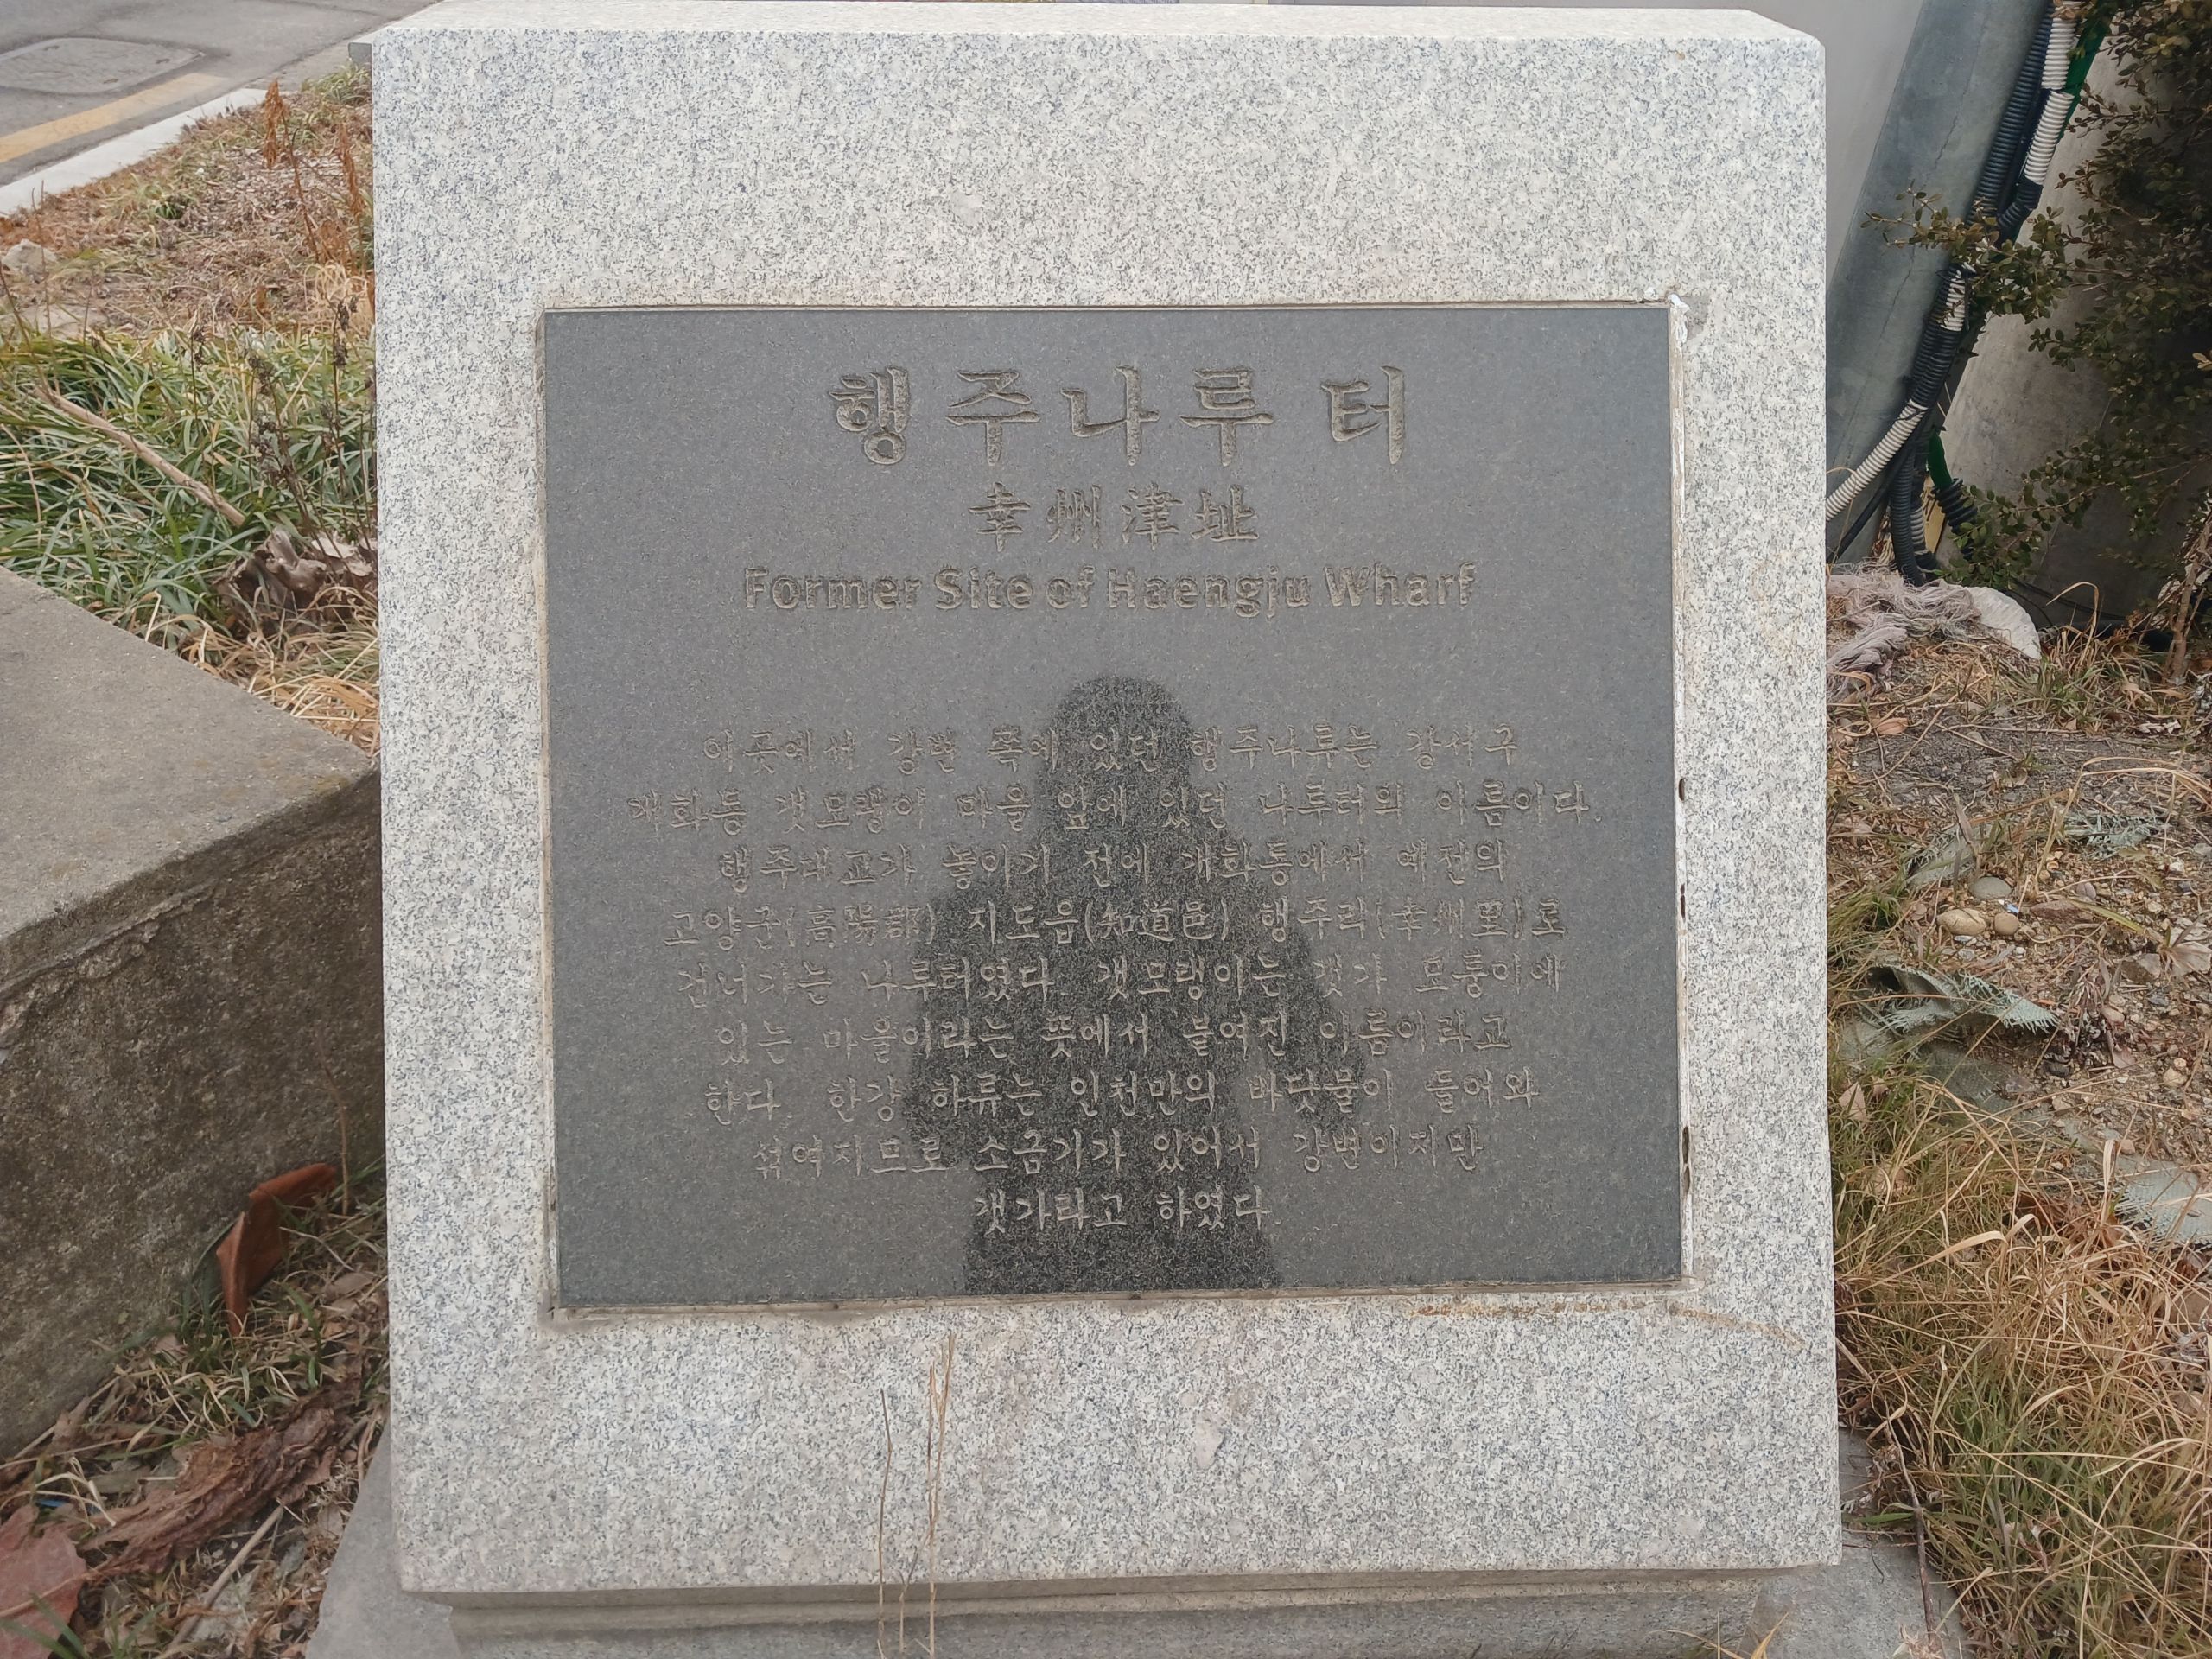 행주나루 터
幸州津址
Former Site of Haengju Wharf
이곳에서 강변 쪽에 있던 행주나루는 강서구
개화동 갯모랭이 마을 앞에 있던 나루터의 이름이다.
행주대교가 놓이기 전에 개화동에서 예전의
고양군(高陽郡) 지도읍(知道邑) 행주리(幸州里)로
건너가는 나루터였다. 갯모랭이는 갯가 모퉁이에
있는 마을이라는 뜻에서 붙여진 이름이라고
한다. 한강 하류는 인천만의 바닷물이 들어와
섞여지므로 소금기가 있어서 강변이지만
갯가라고 하였다.